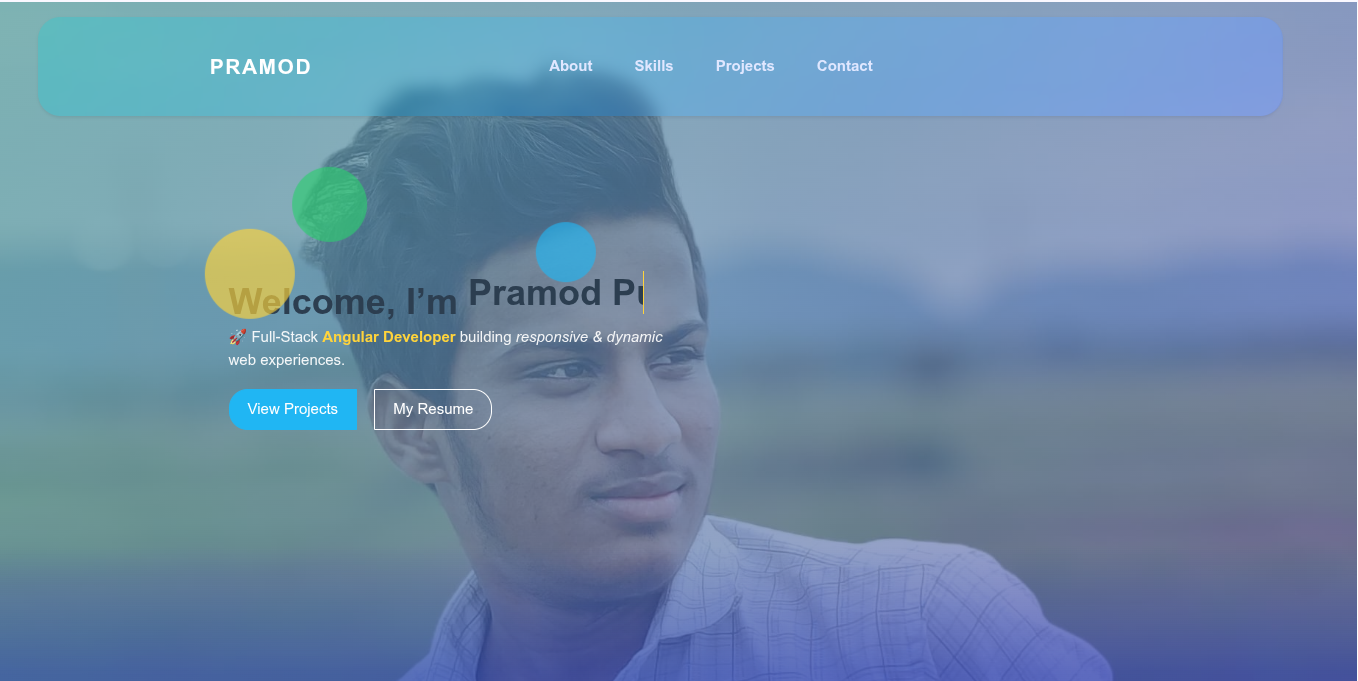 PRAMOD
About Skills Projects Contact
Welcome, I’m Pramod
🚀 Full-Stack Angular Developer building responsive & dynamic
web experiences.
View Projects My Resume